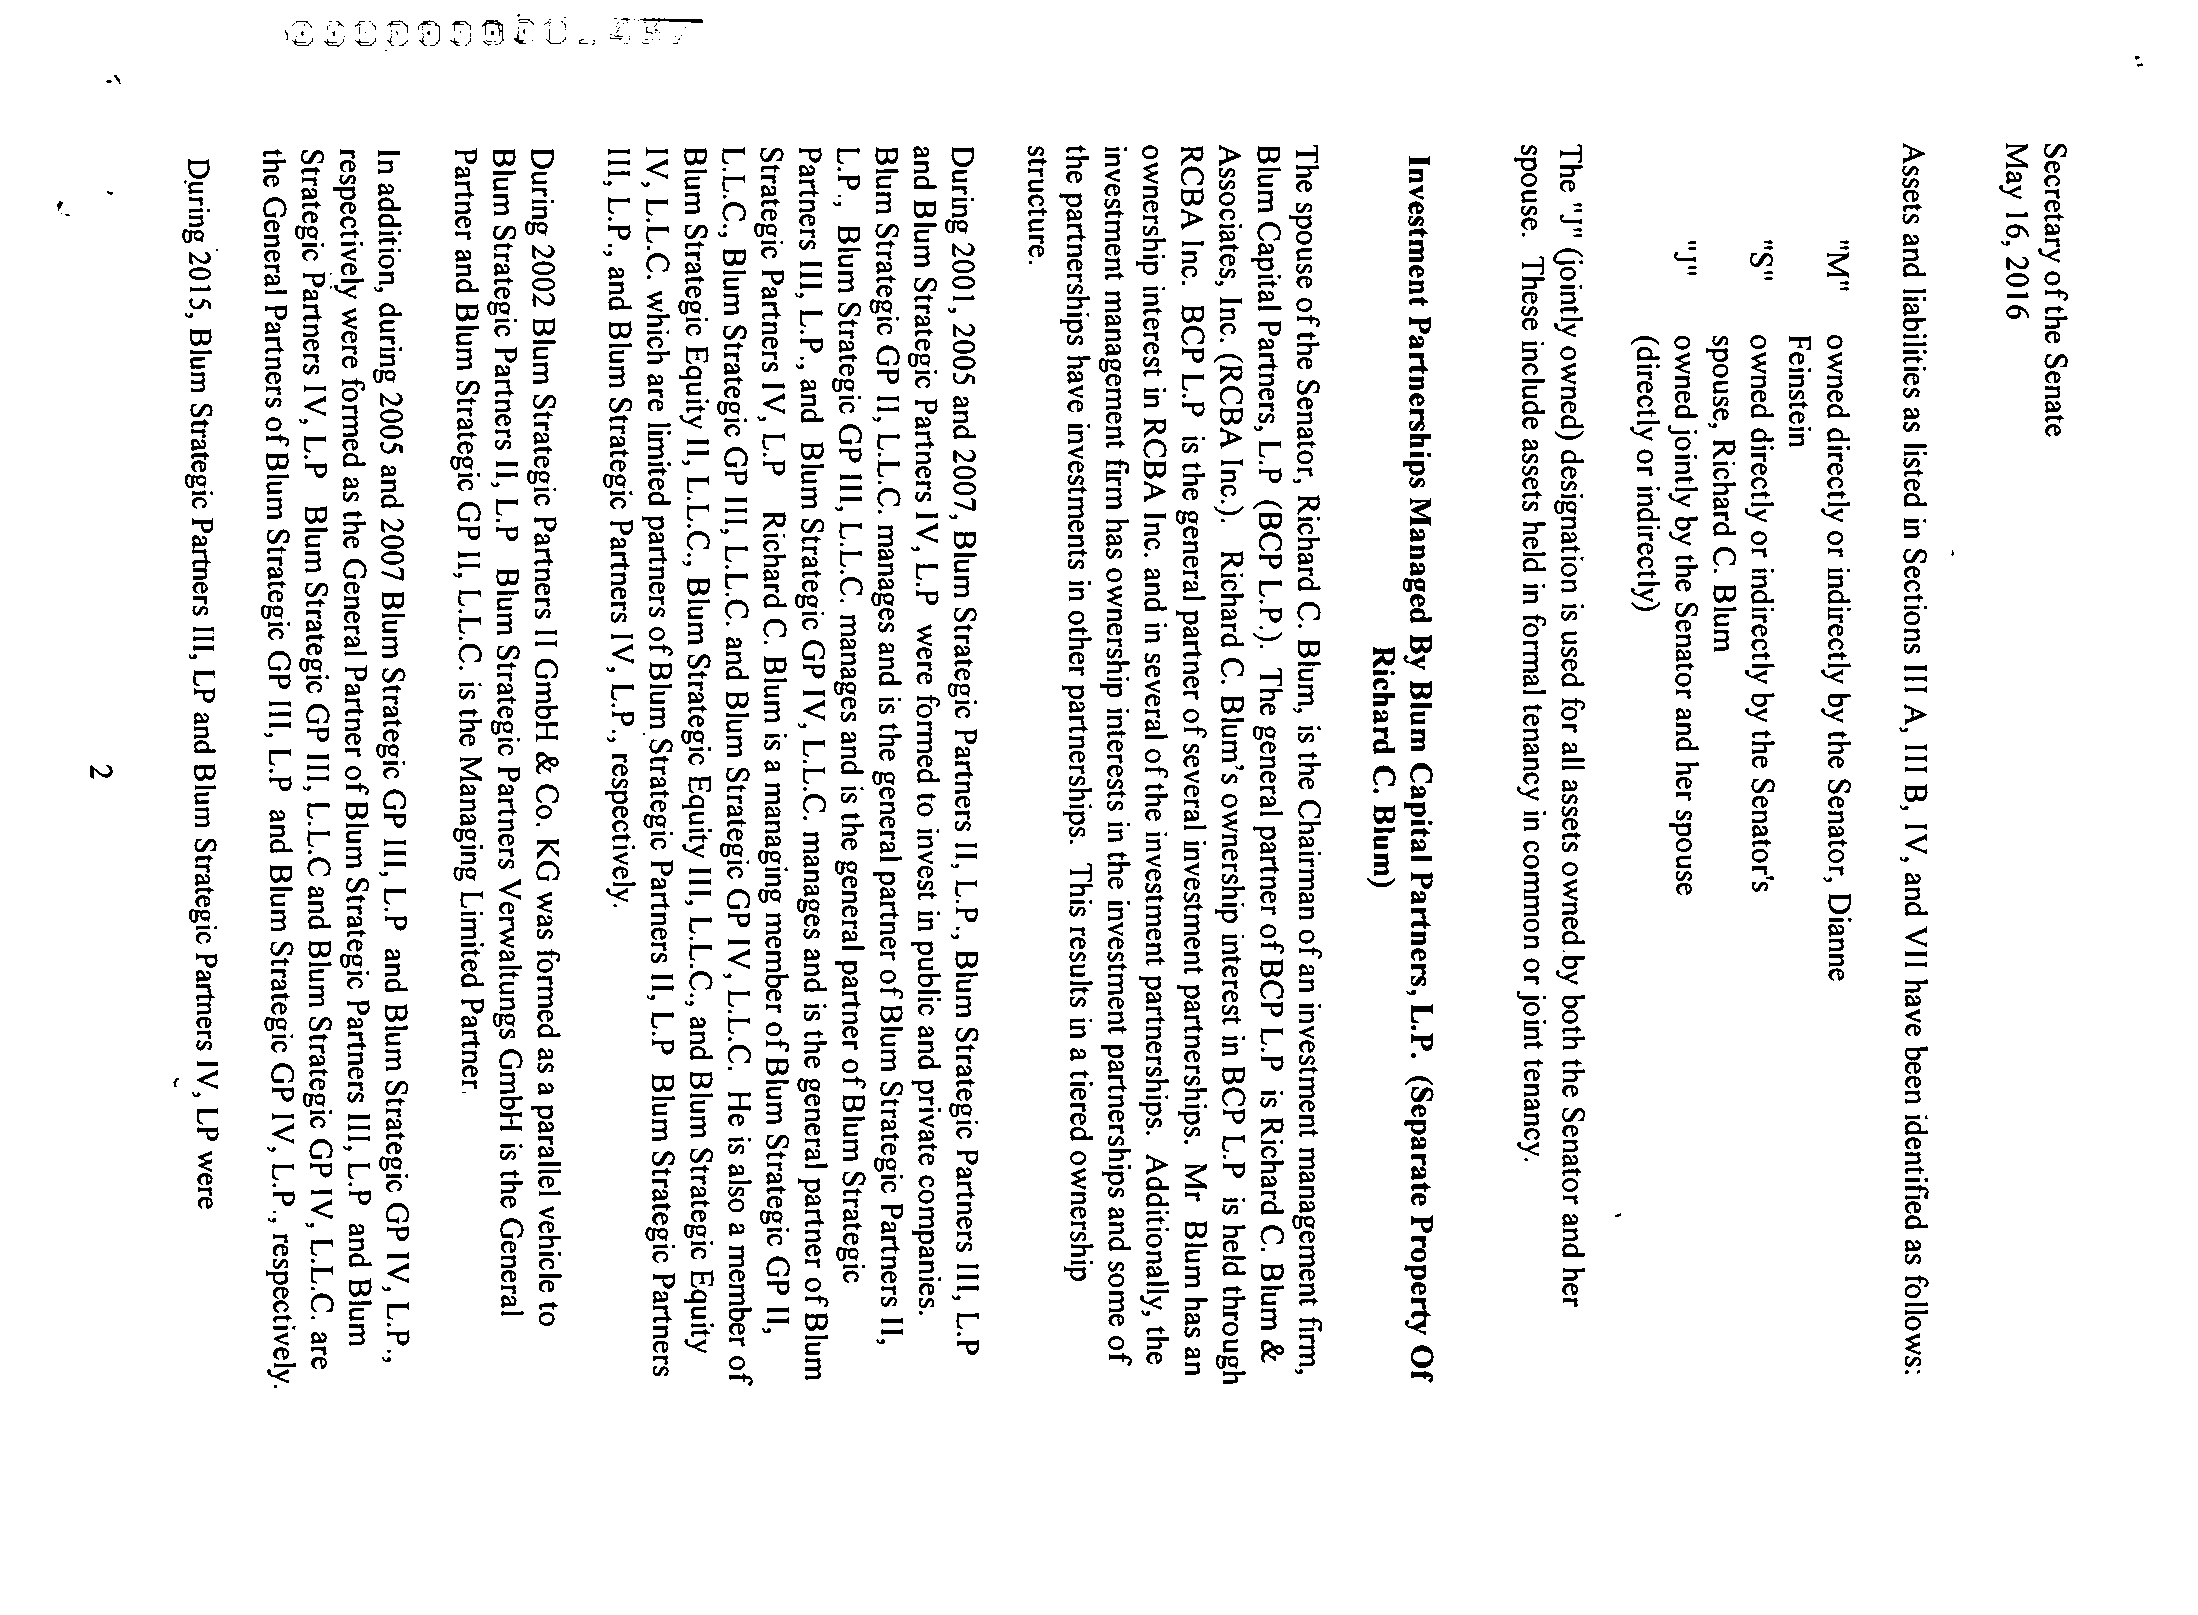 Secretary of the Senate
May 16, 2016
Assets and liabilities as listed in Sections III A, III B, IV, and VII have been identified as follows:
"M" owned directly or indirectly by the Senator, Dianne
Feinstein
"S" owned directly or indirectly by the Senator's
spouse, Richard C. Blum
"J" owned jointly by the Senator and her spouse
(directly or indirectly)
The "J" (jointly owned) designation is used for all assets owned by both the Senator and her
spouse. These include assets held in formal tenancy in common or joint tenancy.
Investment Partnerships Managed By Blum Capital Partners, L.P. (Separate Property Of
Richard C. Blum)
The spouse of the Senator, Richard C. Blum, is the Chairman of an investment management firm,
Blum Capital Partners, L.P (BCP L.P.). The general partner of BCP L.P is Richard C. Blum &
Associates, Inc. (RCBA Inc.). Richard C. Blum's ownership interest in BCP L.P is held through
RCBA Inc. BCP L.P is the general partner of several investment partnerships. Mr Blum has an
ownership interest in RCBA Inc. and in several of the investment partnerships. Additionally, the
investment management firm has ownership interests in the investment partnerships and some of
the partnerships have investments in other partnerships. This results in a tiered ownership
structure.
During 2001, 2005 and 2007, Blum Strategic Partners II, L.P., Blum Strategic Partners III, L.P
and Blum Strategic Partners IV, L.P were formed to invest in public and private companies.
Blum Strategic GP II, L.L.C. manages and is the general partner of Blum Strategic Partners II,
L.P., Blum Strategic GP III, L.L.C. manages and is the general partner of Blum Strategic
Partners III, L.P., and Blum Strategic GP IV, L.L.C. manages and is the general partner of Blum
Strategic Partners IV, L.P Richard C. Blum is a managing member of Blum Strategic GP II,
L.L.C., Blum Strategic GP III, L.L.C. and Blum Strategic GP IV, L.L.C. He is also a member of
Blum Strategic Equity II, L.L.C., Blum Strategic Equity III, L.L.C., and Blum Strategic Equity
IV, L.L.C. which are limited partners of Blum Strategic Partners II, L.P Blum Strategic Partners
III, L.P., and Blum Strategic Partners IV, L.P., respectively.
During 2002 Blum Strategic Partners II GmbH & Co. KG was formed as a parallel vehicle to
Blum Strategic Partners II, L.P Blum Strategic Partners Verwaltungs GmbH is the General
Partner and Blum Strategic GP II, L.L.C. is the Managing Limited Partner.
In addition, during 2005 and 2007 Blum Strategic GP III, L.P and Blum Strategic GP IV, L.P.,
respectively were formed as the General Partner of Blum Strategic Partners III, L.P and Blum
Strategic Partners IV, L.P Blum Strategic GP III, L.L.C and Blum Strategic GP IV, L.L.C. are
the General Partners of Blum Strategic GP III, L.P and Blum Strategic GP IV, L.P., respectively.
During 2015, Blum Strategic Partners III, LP and Blum Strategic Partners IV, LP were
2